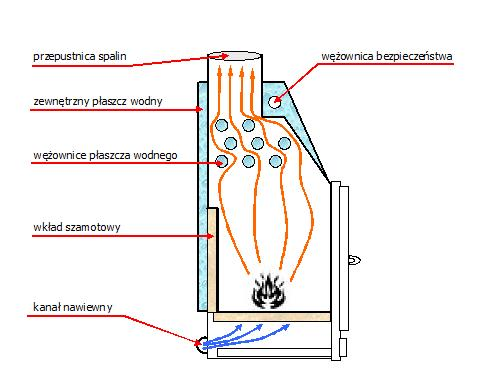 przepustnica spalin
wężownica bezpieczeństwa
zewnętrzny płaszcz wodny
wężownice płaszcza wodnego
wkład szamotowy
kanał nawiewny